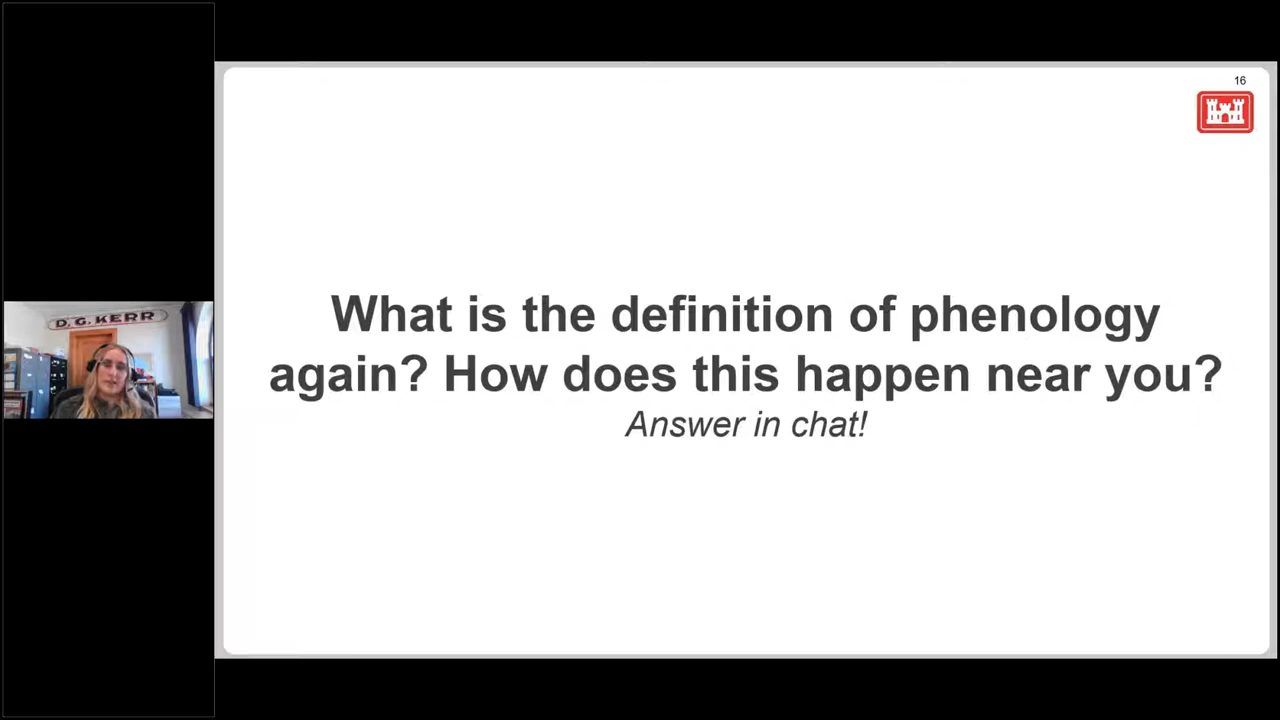 16
D. G. KERR
What is the definition of phenology
again? How does this happen near you?
Answer in chat!